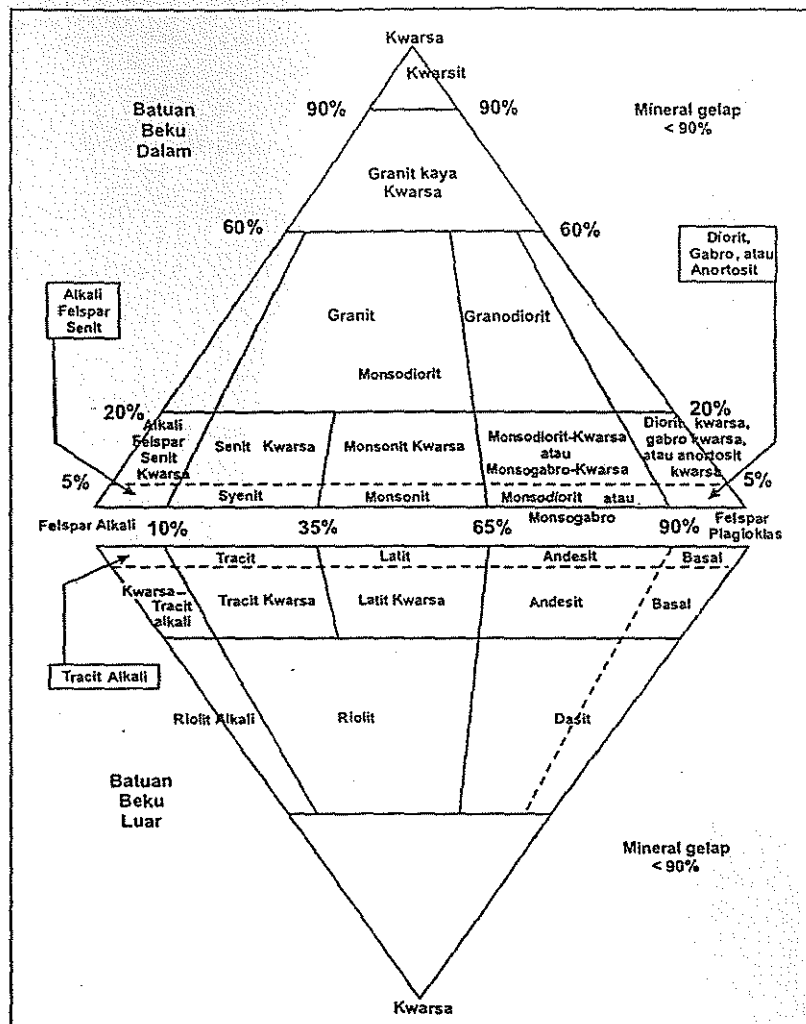 Kwarsa
Kwarsit
Batuan
Beku
Dalam
90%
90%
Mineral gelap
< 90%
Granit kaya
Kwarsa
60%
60%
Diorit,
Gabro, atau
Anortosit
Alkali
Felspar
Senit
Granit
Granodiorit
Monsodiorit
20%
20%
Alkali
Felspar
Senit
Kwarsa
Senit Kwarsa
Monsonit Kwarsa
Monsodiorit-Kwarsa
atau
Monsogabro-Kwarsa
Diorit kwarsa,
gabro kwarsa,
atau anortosit
kwarsa
5%
5%
Syenit
Monsonit
Monsodiorit atau
Monsogabro
Felspar Alkali
10%
35%
65%
90%
Felspar
Plagioklas
Tracit
Latit
Andesit
Basal
Kwarsa-
Tracit
alkali
Tracit Kwarsa
Latit Kwarsa
Andesit
Basal
Tracit Alkali
Riolit Alkali
Riolit
Dasit
Batuan
Beku
Luar
Mineral gelap
< 90%
Kwarsa